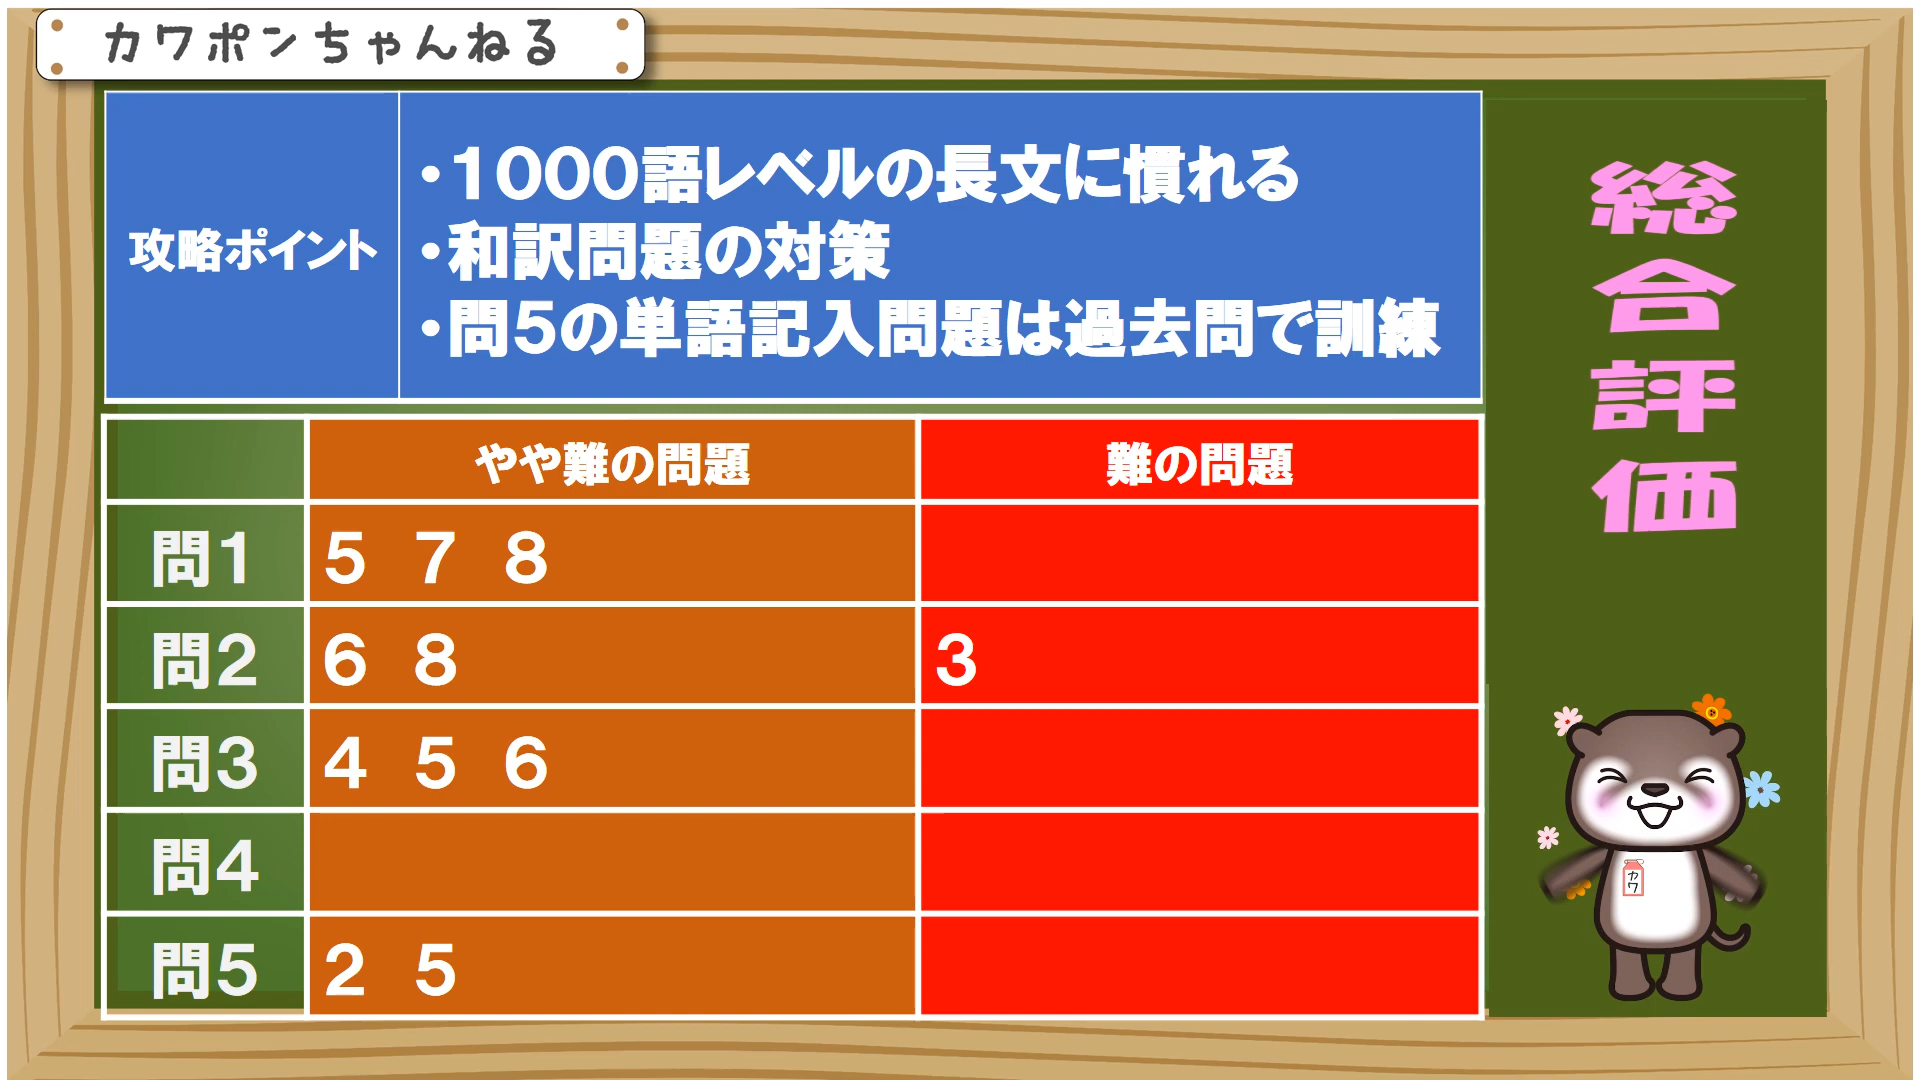 カワポンちゃんねる
攻略ポイント
・1000語レベルの長文に慣れる
・和訳問題の対策
・問5の単語記入問題は過去問で訓練
総合評価
やや難の問題 難の問題
問1 5 7 8
問2 6 8 3
問3 4 5 6
問4
問5 2 5
カワ